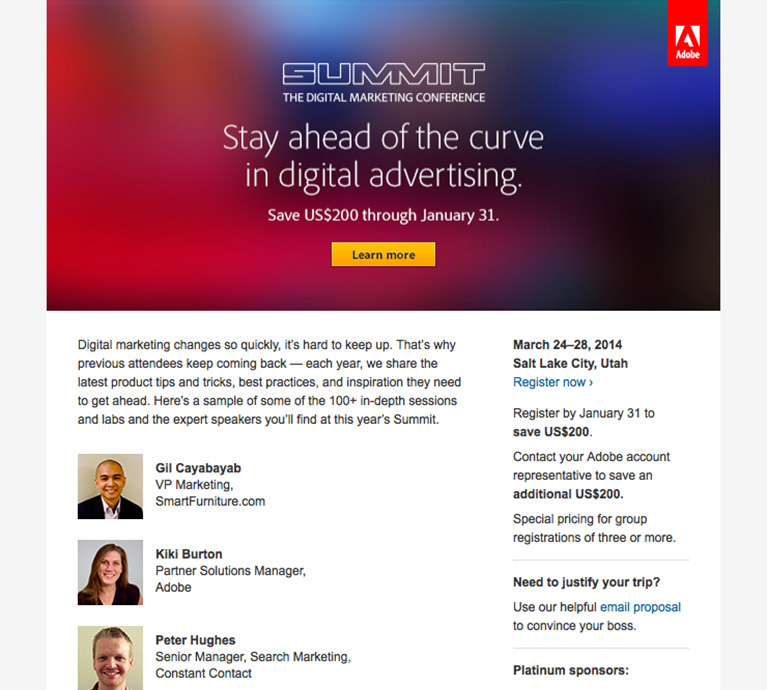 Adobe
SUMMIT
THE DIGITAL MARKETING CONFERENCE
Stay ahead of the curve
in digital advertising.
Save US$200 through January 31.
Learn more
Digital marketing changes so quickly, it's hard to keep up. That's why
previous attendees keep coming back — each year, we share the
latest product tips and tricks, best practices, and inspiration they need
to get ahead. Here's a sample of some of the 100+ in-depth sessions
and labs and the expert speakers you'll find at this year's Summit.
Gil Cayabayab
VP Marketing,
SmartFurniture.com
Kiki Burton
Partner Solutions Manager,
Adobe
Peter Hughes
Senior Manager, Search Marketing,
Constant Contact
March 24–28, 2014
Salt Lake City, Utah
Register now ›
Register by January 31 to
save US$200.
Contact your Adobe account
representative to save an
additional US$200.
Special pricing for group
registrations of three or more.
Need to justify your trip?
Use our helpful email proposal
to convince your boss.
Platinum sponsors: